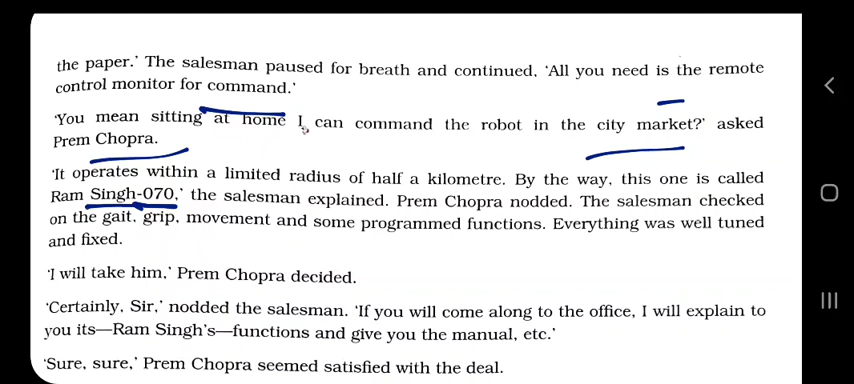 the paper.' The salesman paused for breath and continued, 'All you need is the remote
control monitor for command.'
'You mean sitting at home I can command the robot in the city market?' asked
Prem Chopra.
'It operates within a limited radius of half a kilometre. By the way, this one is called
Ram Singh-070,' the salesman explained. Prem Chopra nodded. The salesman checked
on the gait, grip, movement and some programmed functions. Everything was well tuned
and fixed.
'I will take him,' Prem Chopra decided.
'Certainly, Sir,' nodded the salesman. 'If you will come along to the office, I will explain to
you its—Ram Singh's—functions and give you the manual, etc.'
'Sure, sure,' Prem Chopra seemed satisfied with the deal.